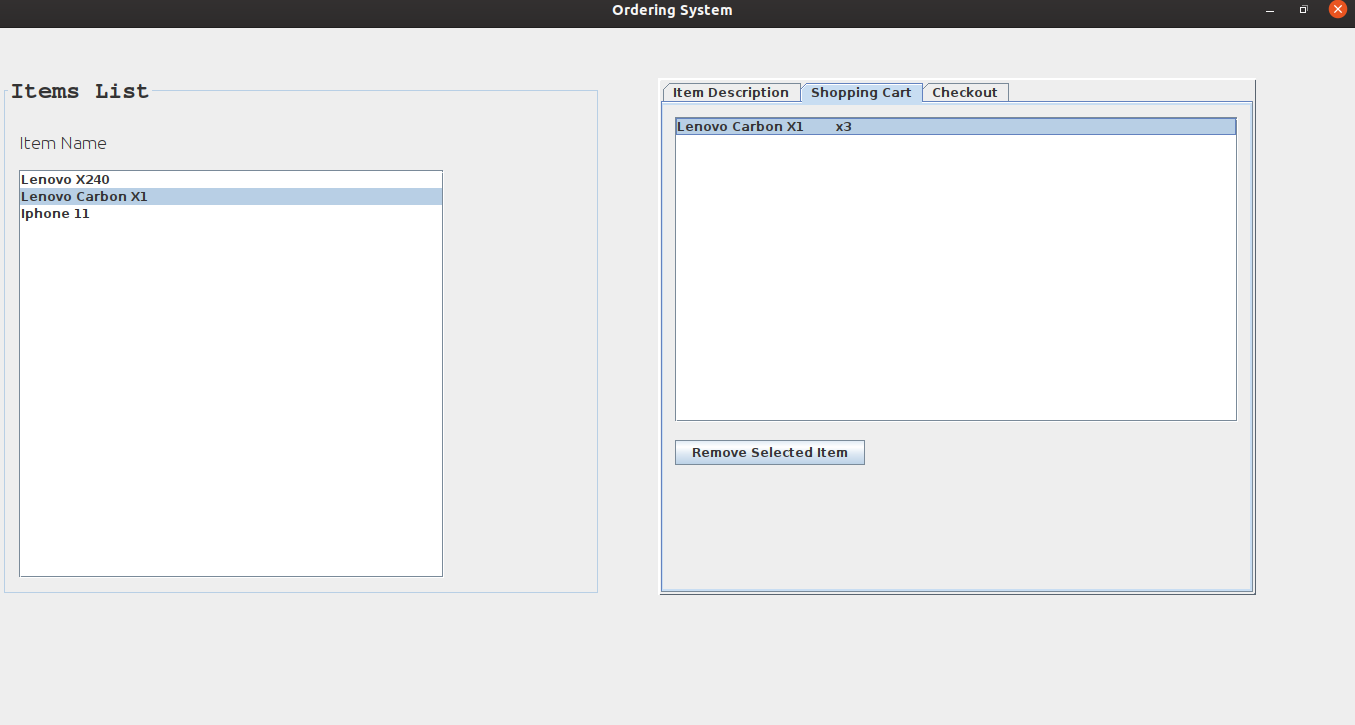 Ordering System
Items List
Item Name
Lenovo X240
Lenovo Carbon X1
Iphone 11
Item Description
Shopping Cart
Checkout
Lenovo Carbon X1 x3
Remove Selected Item